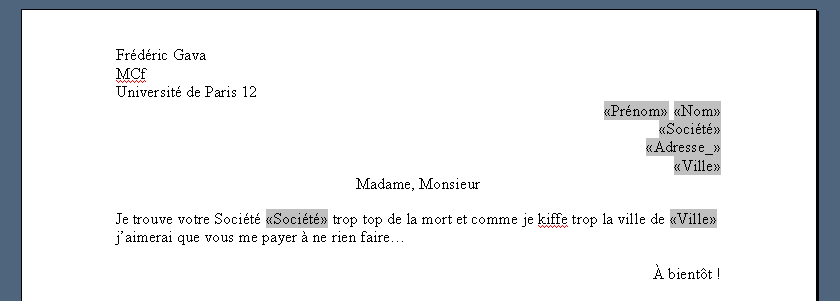 Frédéric Gava
MCf
Université de Paris 12
«Prénom» «Nom»
«Société»
«Adresse_»
«Ville»
Madame, Monsieur
Je trouve votre Société «Société» trop top de la mort et comme je kiffe trop la ville de «Ville»
j'aimerai que vous me payer à ne rien faire…
À bientôt !